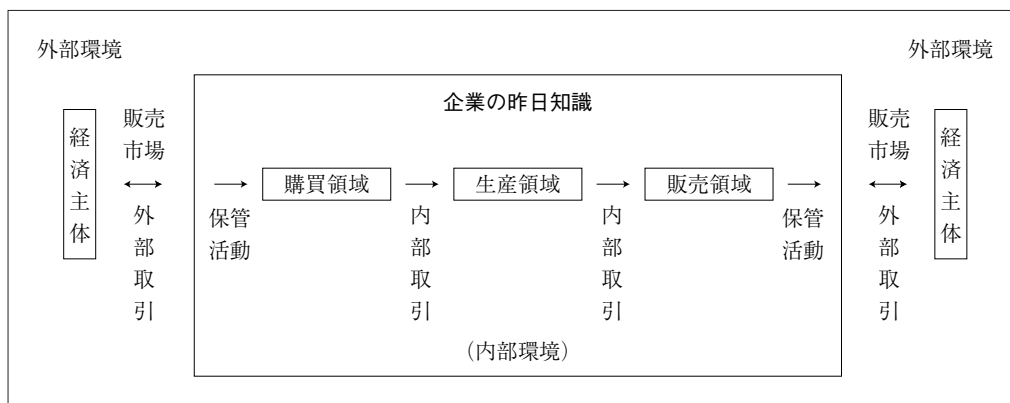 外部環境
外部環境
企業の昨日知識
経済主体
販売
市場
外部取引
保管
活動
購買領域
内部取引
生産領域
内部取引
販売領域
保管
活動
販売
市場
外部取引
経済主体
(内部環境)